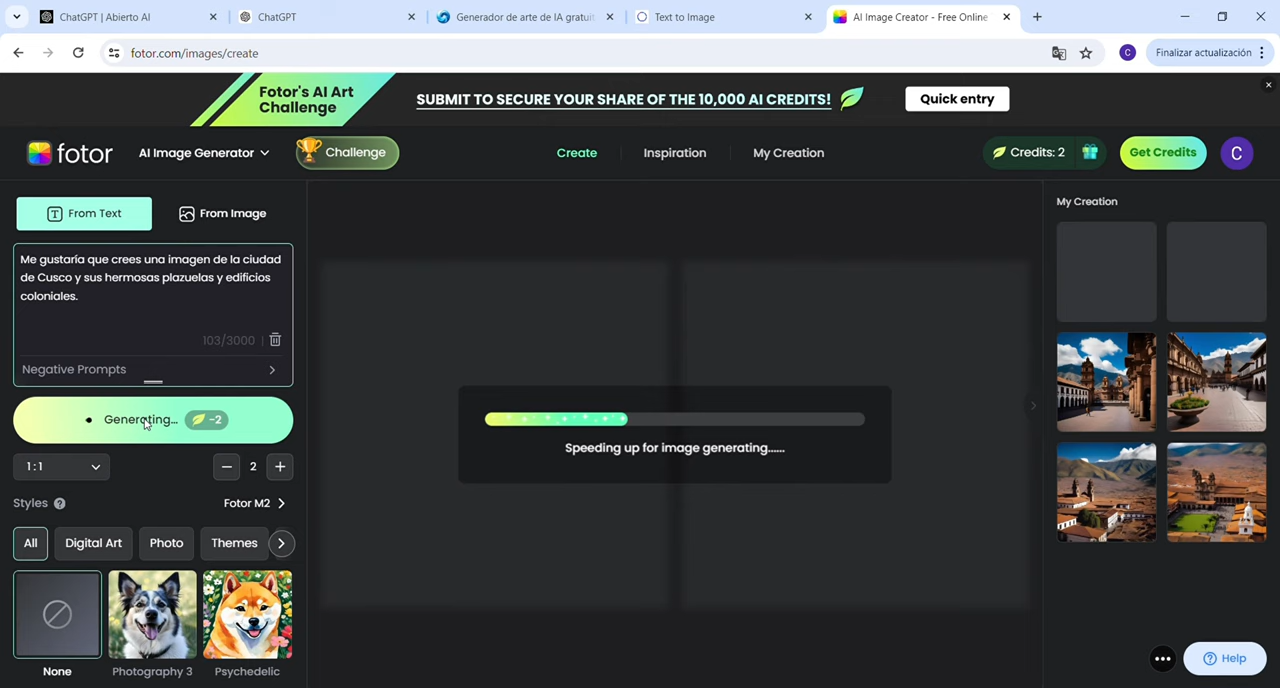 ChatGPT | Abierto AI
ChatGPT
Generador de arte de IA gratuit
Text to Image
AI Image Creator - Free Online
fotor.com/images/create
C
Finalizar actualización
Fotor's AI Art
Challenge
SUBMIT TO SECURE YOUR SHARE OF THE 10,000 AI CREDITS!
Quick entry
fotor
AI Image Generator
Challenge
Create
Inspiration
My Creation
Credits: 2
Get Credits
C
From Text
From Image
Me gustaría que crees una imagen de la ciudad
de Cusco y sus hermosas plazuelas y edificios
coloniales.
103/3000
Negative Prompts
Generating...
-2
1:1
2
Styles
Fotor M2
All
Digital Art
Photo
Themes
None
Photography 3
Psychedelic
Speeding up for image generating......
My Creation
Help